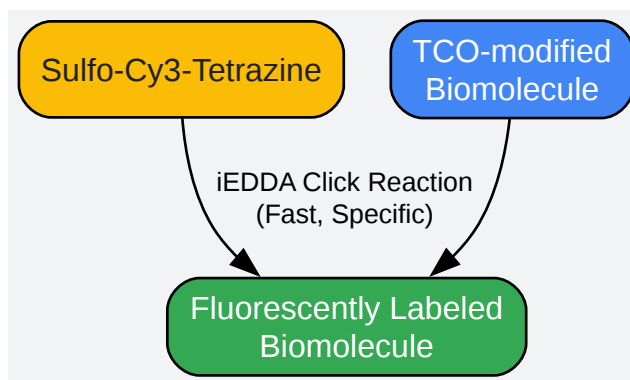 Sulfo-Cy3-Tetrazine
TCO-modified
Biomolecule
iEDDA Click Reaction
(Fast, Specific)
Fluorescently Labeled
Biomolecule